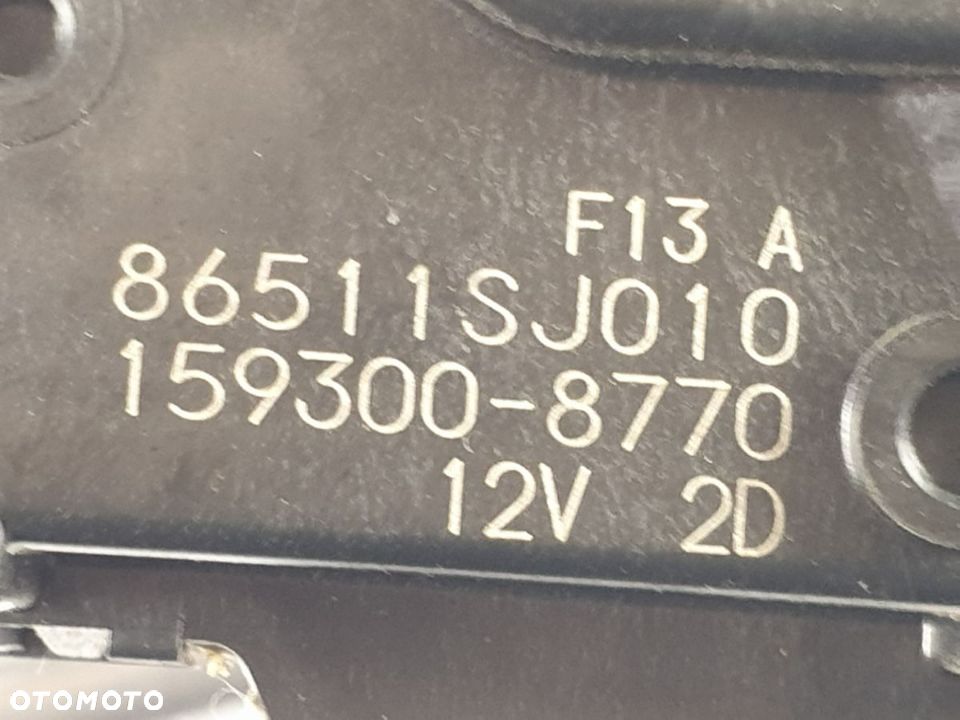 F13 A
86511SJ010
159300-8770
12V 2D
OTOMOTO